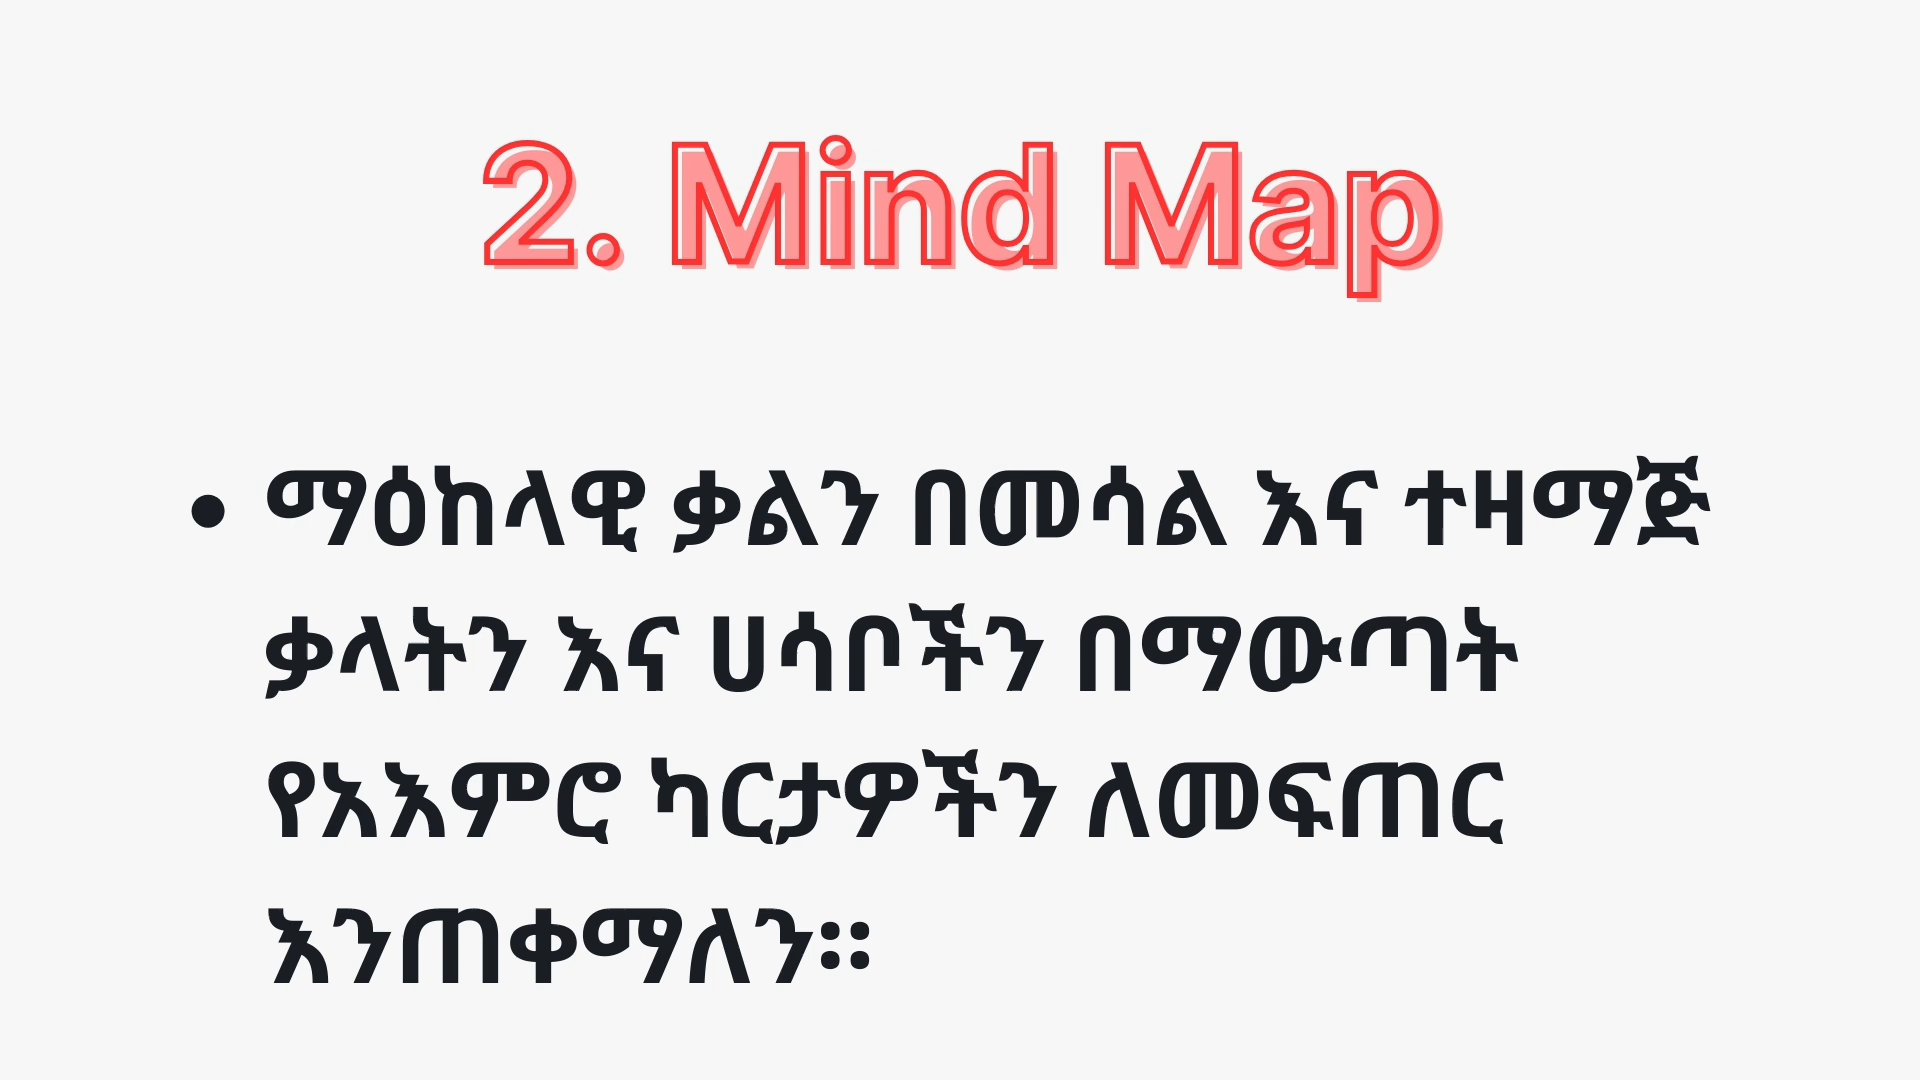 2. Mind Map
• ማዕከላዊ ቃልን በመሳል እና ተዛማጅ
ቃላትን እና ሀሳቦችን በማውጣት
የአእምሮ ካርታዎችን ለመፍጠር
እንጠቀማለን።